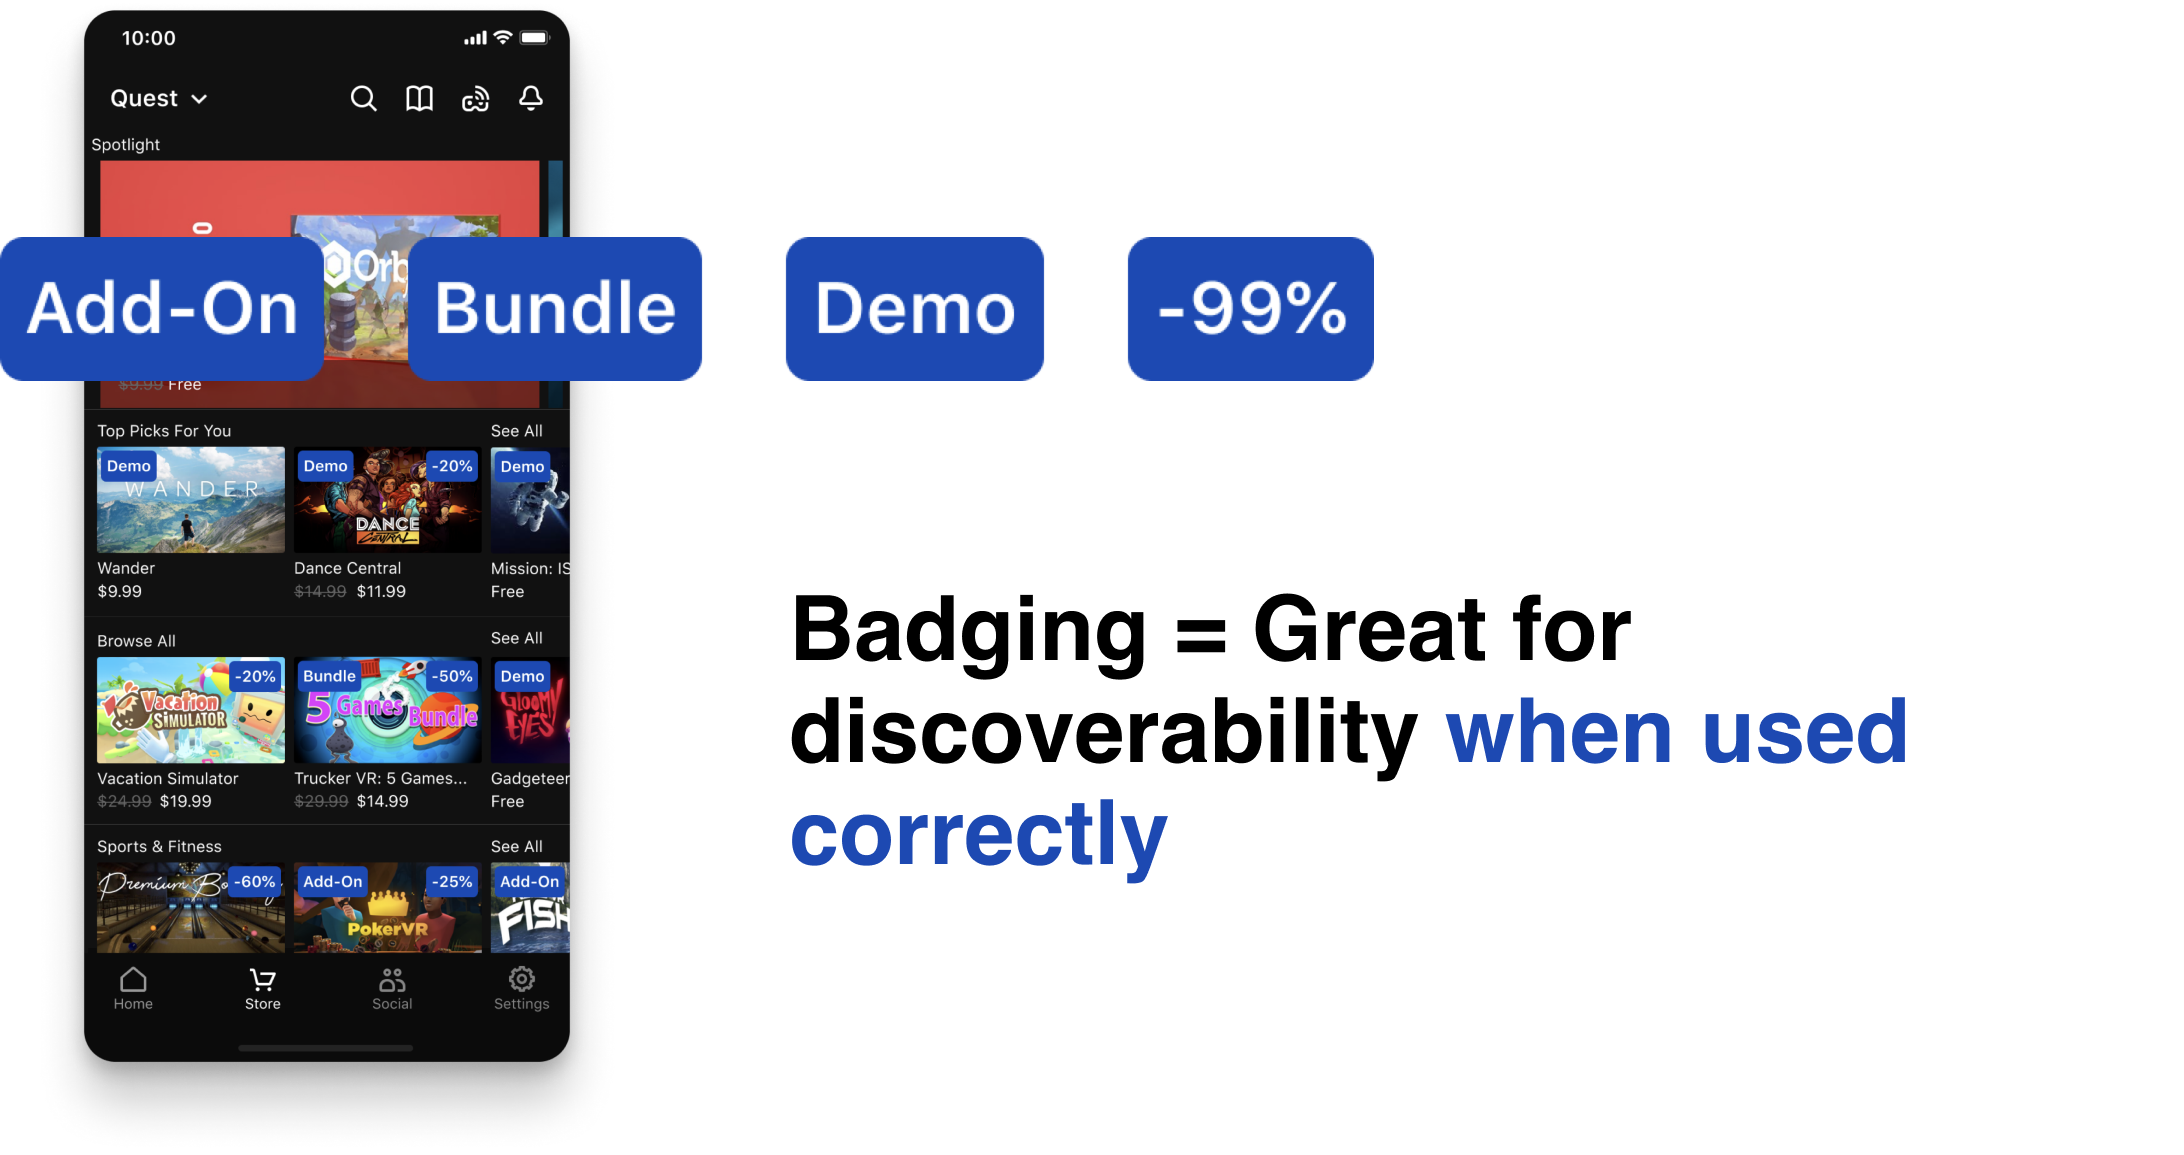 10:00
Quest
Spotlight
O
Orb
Add-On
Bundle
Demo
-99%
$9.99 Free
Top Picks For You
See All
Demo
WANDER
Demo
-20%
DANCE
CENTRAL
Demo
Wander
Dance Central
Mission: IS
$9.99
$14.99 $11.99
Free
Browse All
See All
-20%
Vacation
SIMULATOR
Bundle
-50%
5 Games Bundle
Demo
GLOOMY
EYES
Vacation Simulator
Trucker VR: 5 Games...
Gadgeteer
$24.99 $19.99
$29.99 $14.99
Free
Sports & Fitness
See All
Premium Bo
-60%
Add-On
-25%
PokerVR
Add-On
FISH
Home
Store
Social
Settings
Badging = Great for
discoverability when used
correctly